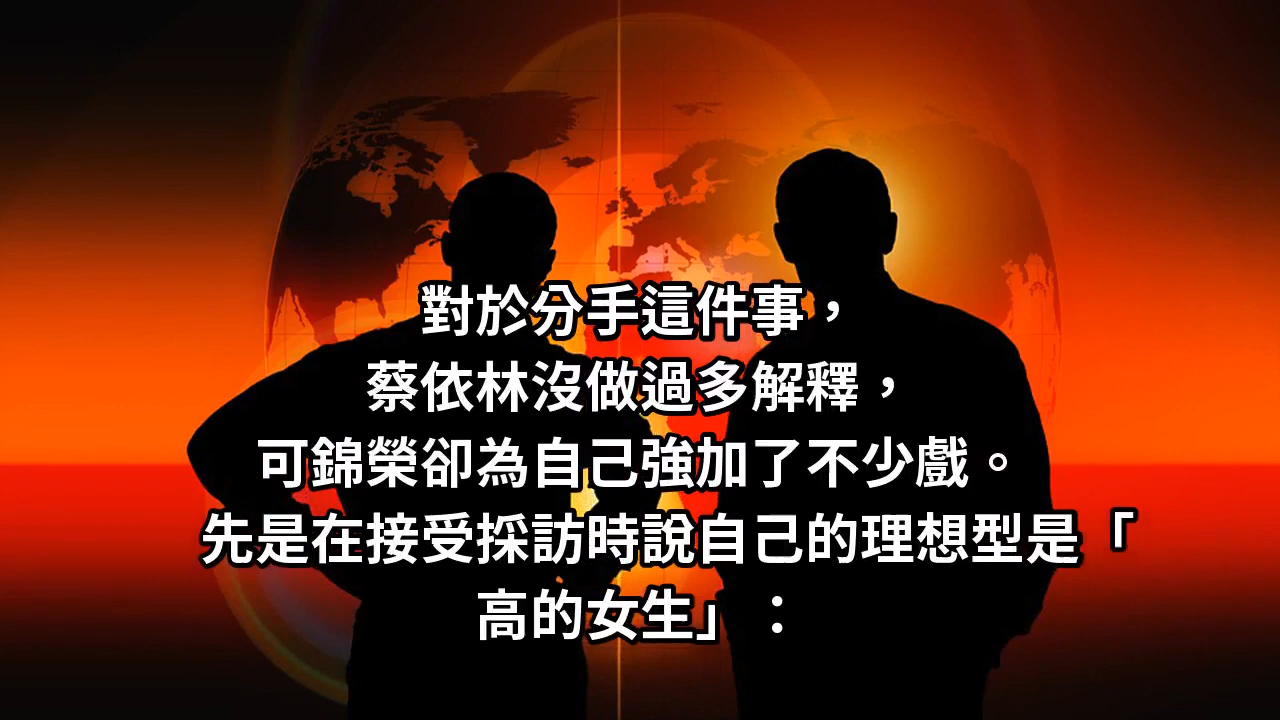 對於分手這件事，
蔡依林沒做過多解釋，
可錦榮卻為自己強加了不少戲。
先是在接受採訪時說自己的理想型是「
高的女生」：